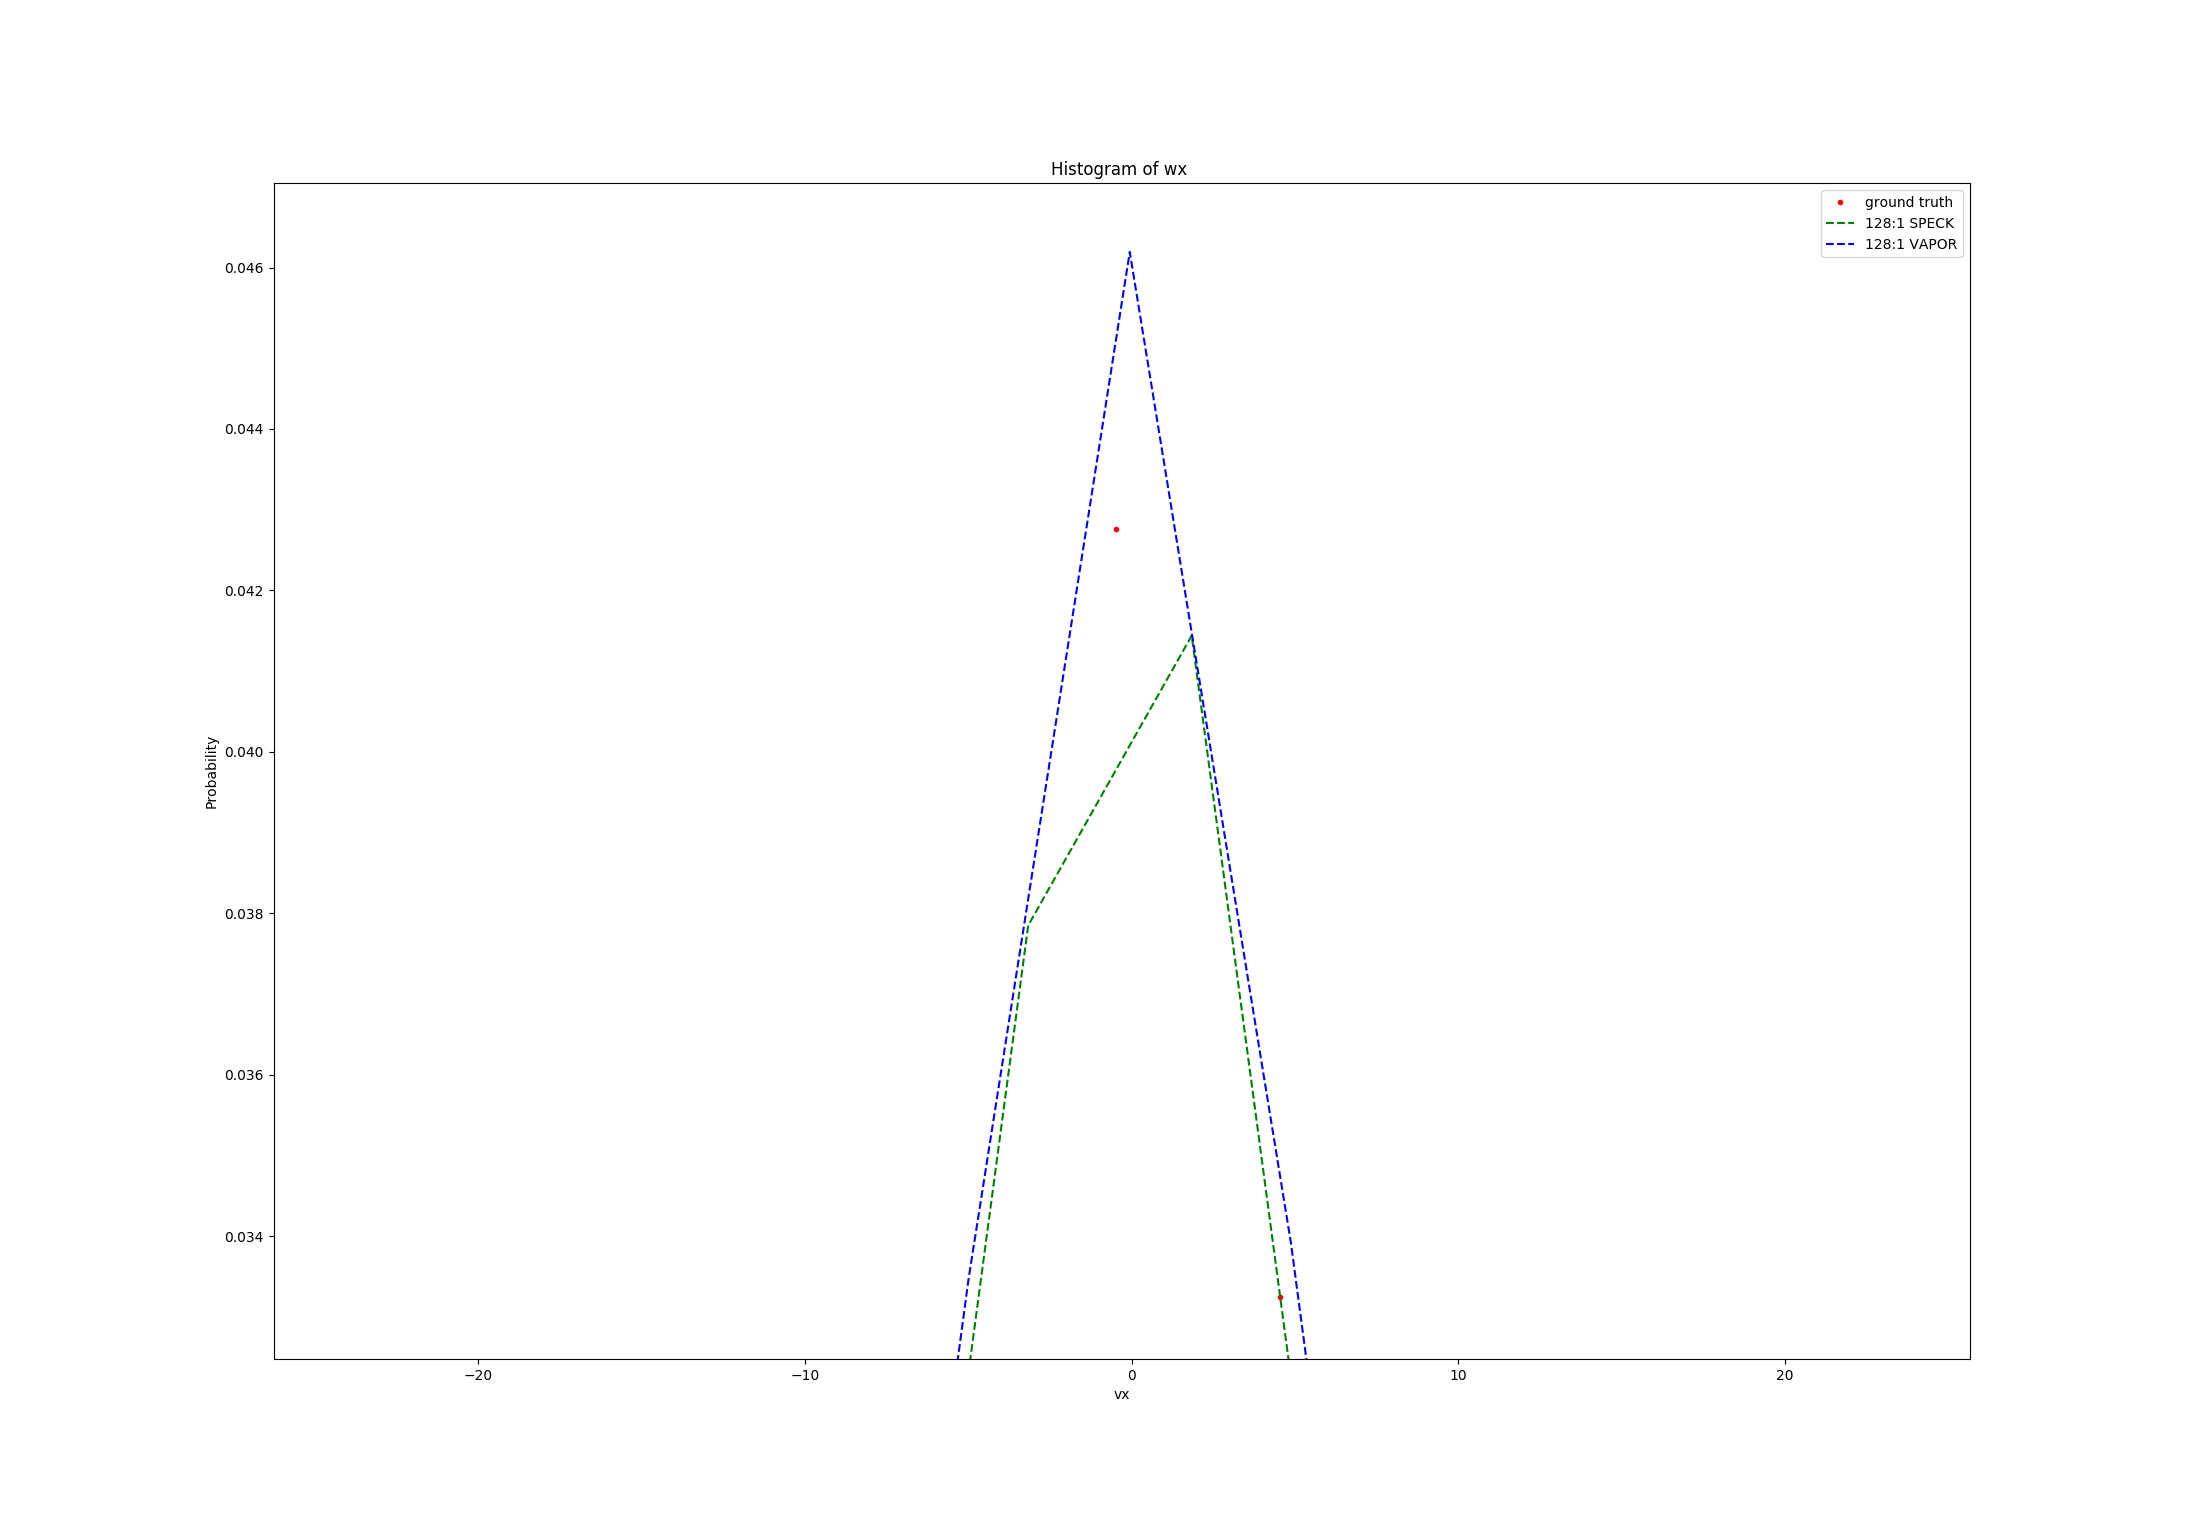 Histogram of wx
ground truth
128:1 SPECK
128:1 VAPOR
0.046
0.044
0.042
0.040
0.038
0.036
0.034
Probability
−20
−10
0
10
20
vx